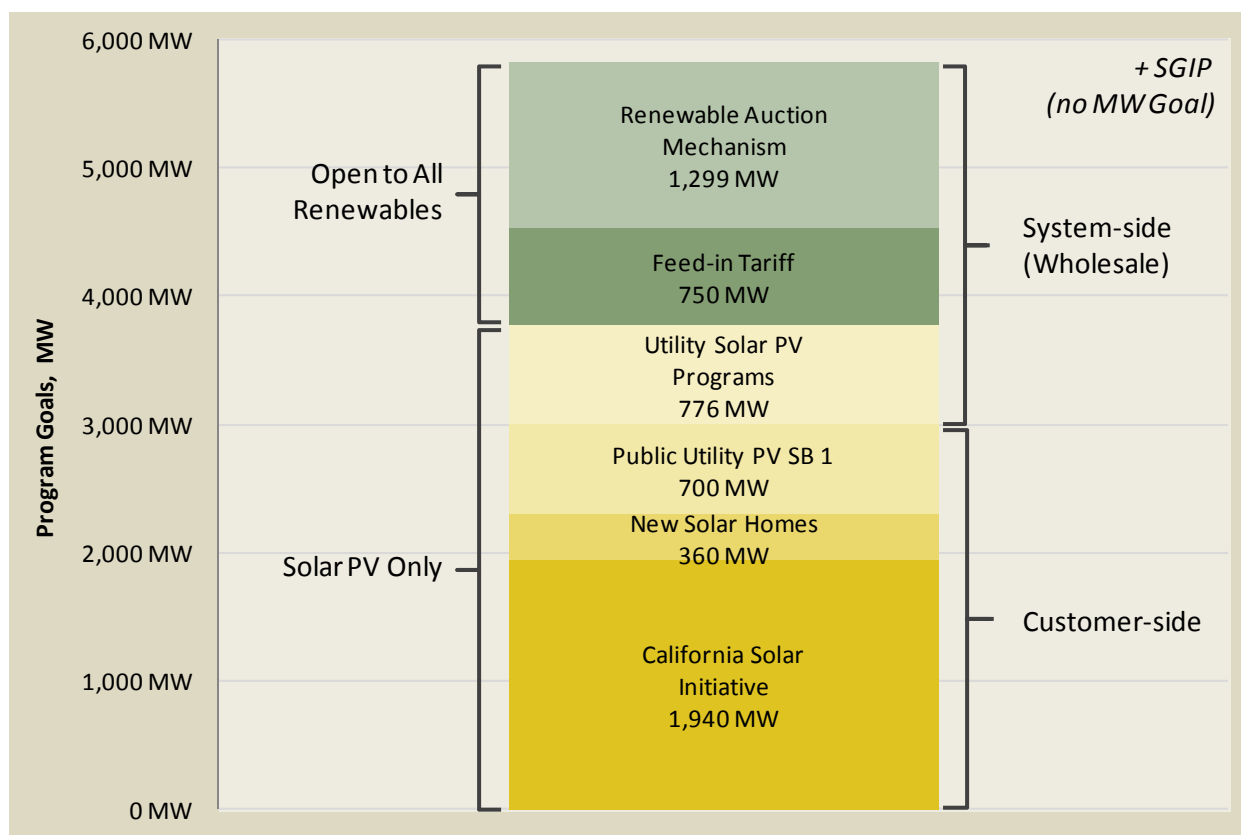 6,000 MW
5,000 MW
4,000 MW
3,000 MW
2,000 MW
1,000 MW
0 MW
Program Goals, MW
Open to All
Renewables
Solar PV Only
Renewable Auction
Mechanism
1,299 MW
Feed-in Tariff
750 MW
Utility Solar PV
Programs
776 MW
Public Utility PV SB 1
700 MW
New Solar Homes
360 MW
California Solar
Initiative
1,940 MW
+ SGIP
(no MW Goal)
System-side
(Wholesale)
Customer-side